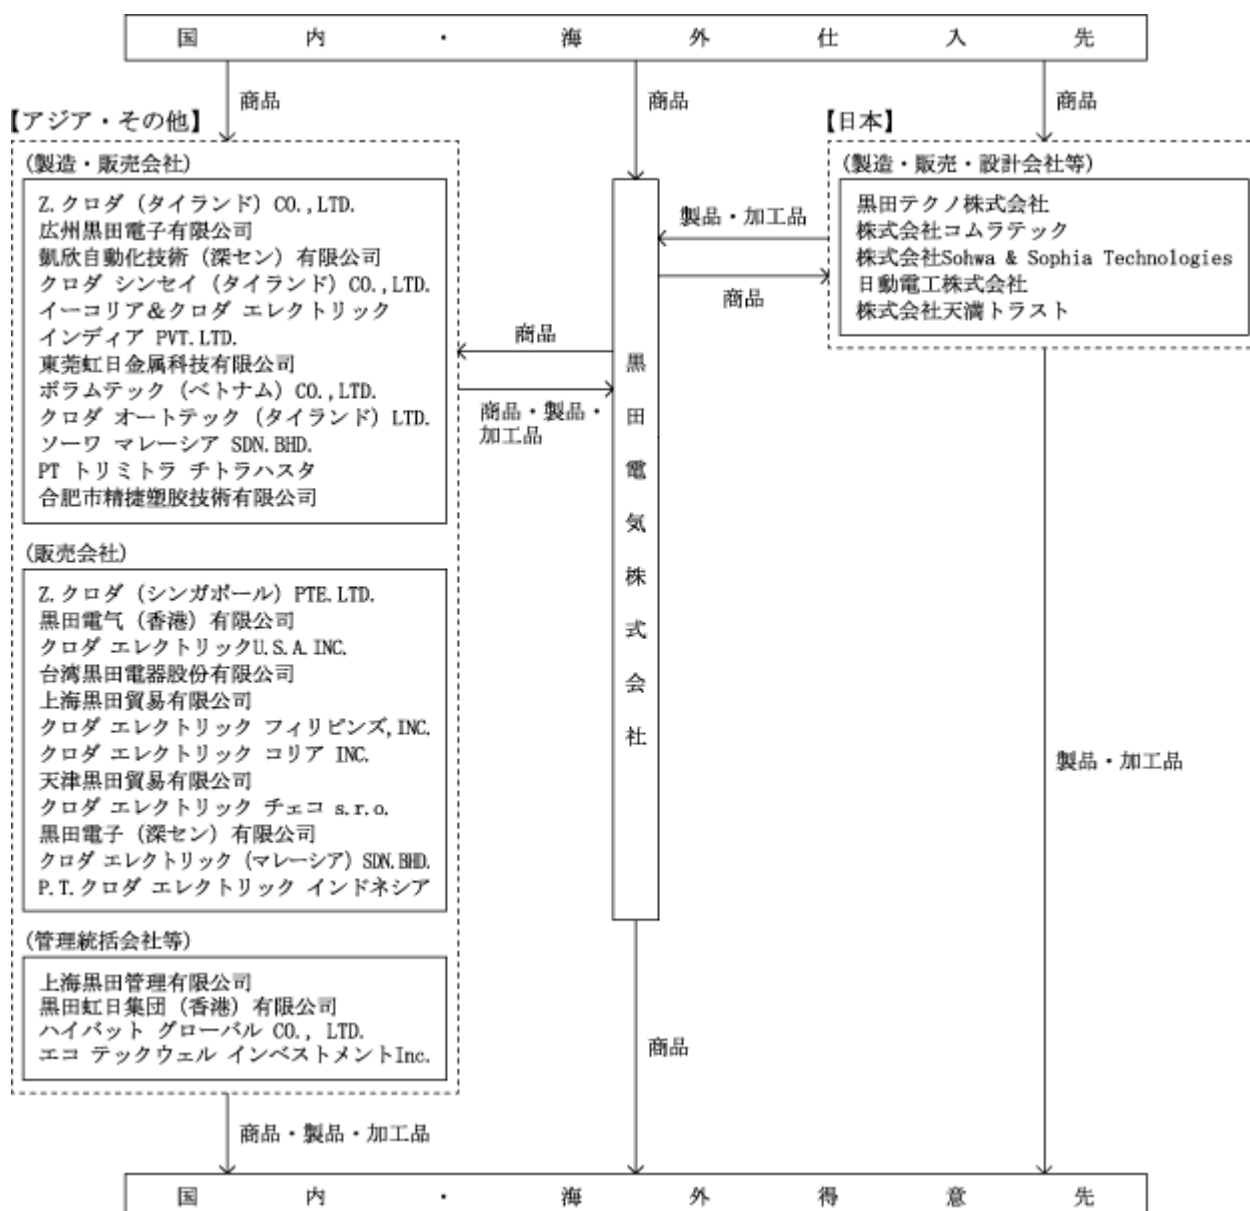 国内・海外仕入先
商品
商品
商品
【アジア・その他】
(製造・販売会社)
Z.クロダ（タイランド）CO.,LTD.
広州黒田電子有限公司
凱欣自動化技術（深セン）有限公司
クロダ シンセイ（タイランド）CO.,LTD.
イーコリア＆クロダ エレクトリック
インディア PVT.LTD.
東莞虹日金属科技有限公司
ボラムテック（ベトナム）CO.,LTD.
クロダ オートテック（タイランド）LTD.
ソーワ マレーシア SDN.BHD.
PT トリミトラ チトラハスタ
合肥市精捷塑胶技術有限公司
(販売会社)
Z.クロダ（シンガポール）PTE.LTD.
黒田電气（香港）有限公司
クロダ エレクトリックU.S.A.INC.
台湾黒田電器股份有限公司
上海黒田貿易有限公司
クロダ エレクトリック フィリピンズ,INC.
クロダ エレクトリック コリア INC.
天津黒田貿易有限公司
クロダ エレクトリック チェコ s.r.o.
黒田電子（深セン）有限公司
クロダ エレクトリック（マレーシア）SDN.BHD.
P.T.クロダ エレクトリック インドネシア
(管理統括会社等)
上海黒田管理有限公司
黒田虹日集団（香港）有限公司
ハイバット グローバル CO., LTD.
エコ テックウェル インベストメントInc.
商品・製品・加工品
商品
商品・製品・
加工品
黒田電気株式会社
製品・加工品
商品
商品
【日本】
(製造・販売・設計会社等)
黒田テクノ株式会社
株式会社コムラテック
株式会社Sohwa & Sophia Technologies
日動電工株式会社
株式会社天満トラスト
製品・加工品
国内・海外得意先